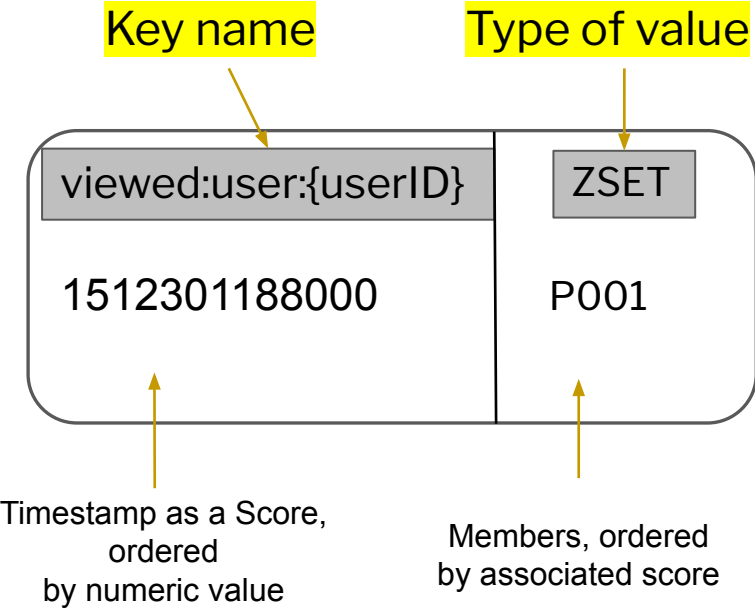 Key name
Type of value
viewed:user:{userID}
ZSET
1512301188000
P001
Timestamp as a Score,
ordered
by numeric value
Members, ordered
by associated score